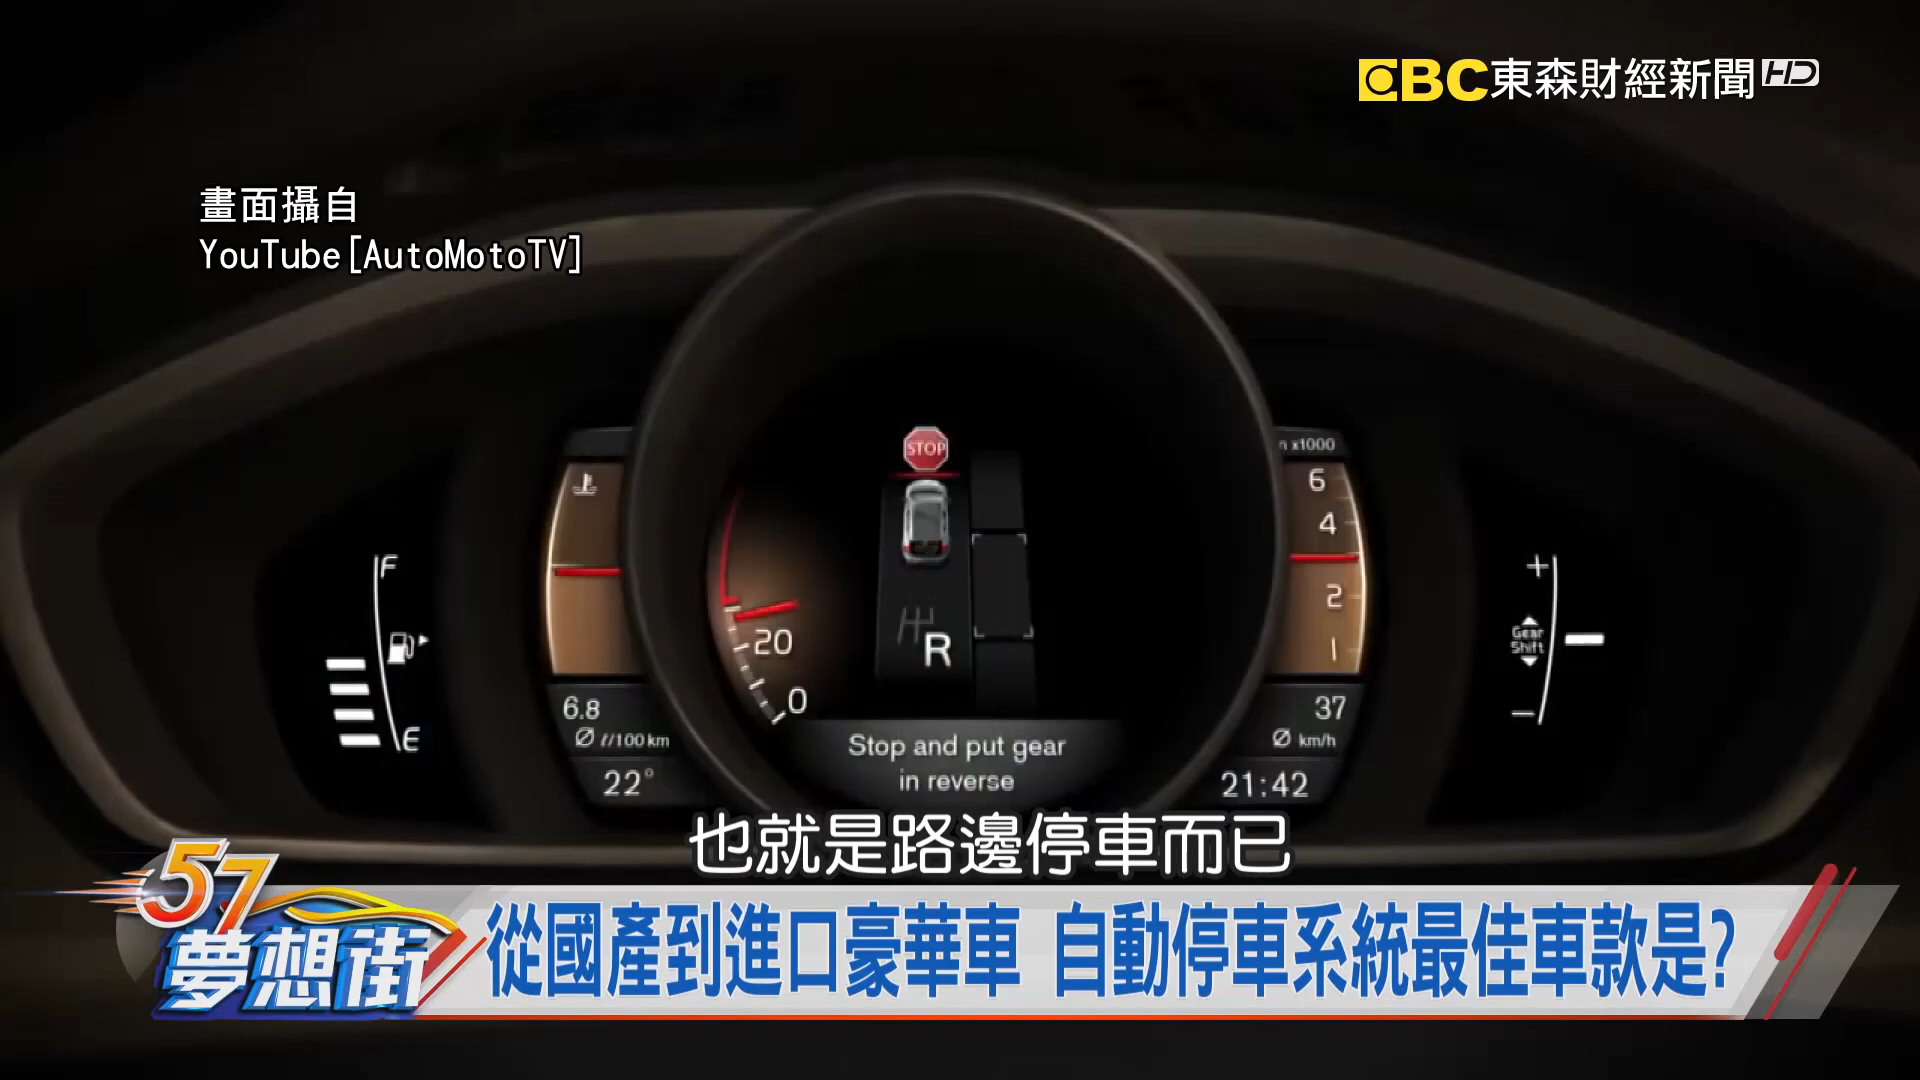 EBC東森財經新聞HD
畫面攝自
YouTube[AutoMotoTV]
STOP
n x1000
6
4
2
1
F
E
20
0
R
+
Gear
Shift
6.8
Ø ℓ/100 km
22°
37
Ø km/h
21:42
Stop and put gear
in reverse
也就是路邊停車而已
57
夢想街
從國產到進口豪華車 自動停車系統最佳車款是?